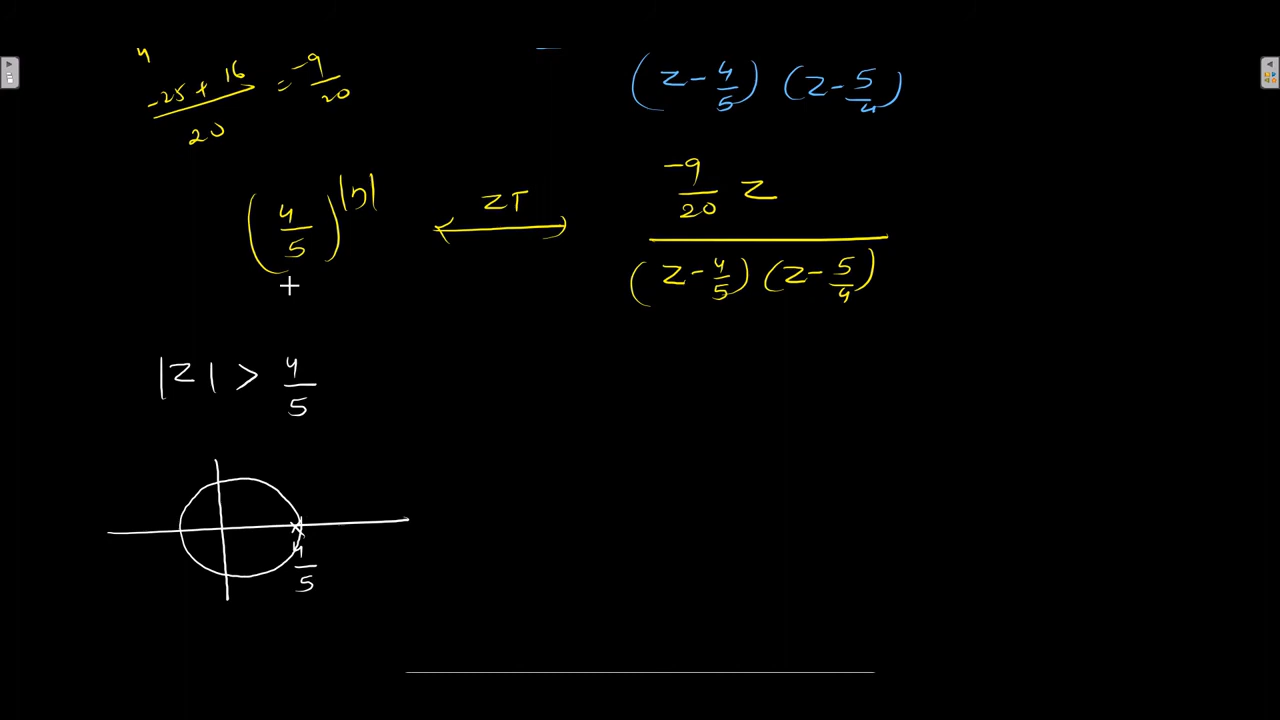 4
-25 + 16 / 20 = -9/20
(z - 4/5) (z - 5/4)
(4/5)^|n| ⟷ ZT -9/20 z / (z - 4/5) (z - 5/4)
|z| > 4/5
4/5